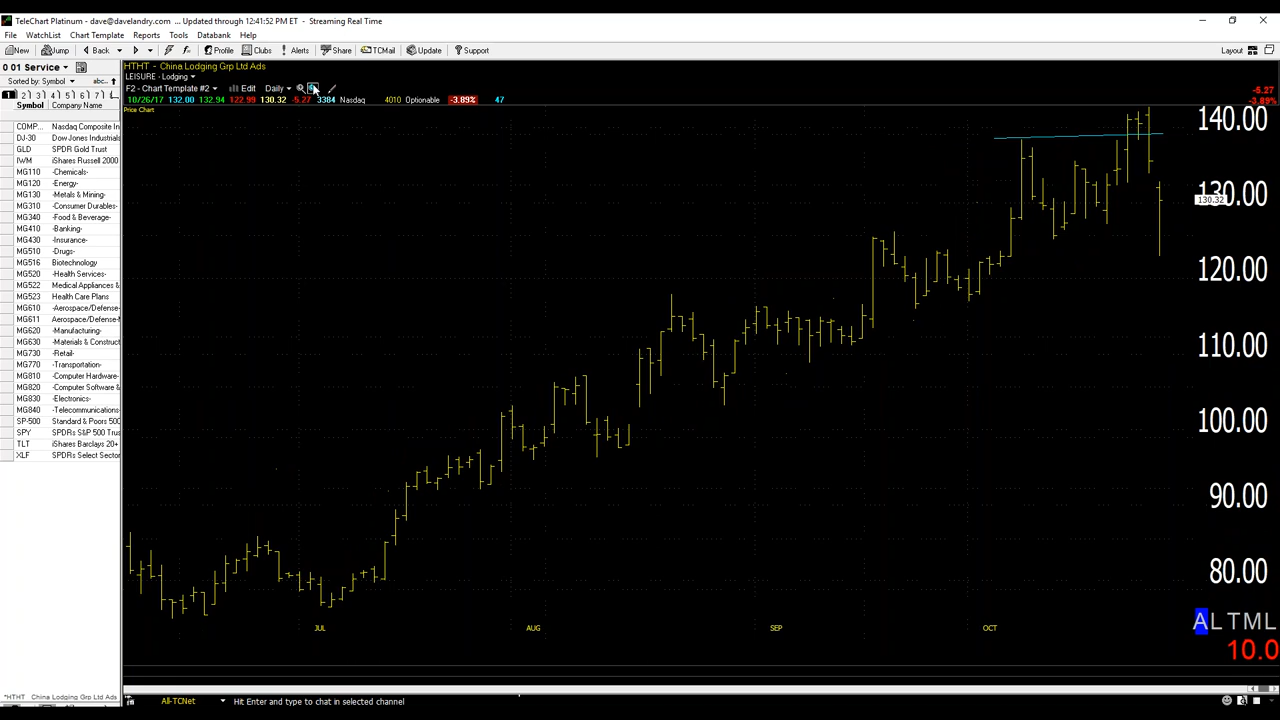 TeleChart Platinum - dave@davelandry.com ... Updated through 12:41:52 PM ET - Streaming Real Time
File WatchList Chart Template Reports Tools Databank Help
New Jump Back Profile Clubs Alerts Share TCMail Update Support Layout
0 01 Service
Sorted by: Symbol abc..
1 2 3 4 5 6 7
Symbol Company Name
COMP... Nasdaq Composite In
DJ-30 Dow Jones Industrials
GLD SPDR Gold Trust
IWM iShares Russell 2000
MG110 -Chemicals-
MG120 -Energy-
MG130 -Metals & Mining-
MG310 -Consumer Durables-
MG340 -Food & Beverage-
MG410 -Banking-
MG430 -Insurance-
MG510 -Drugs-
MG516 Biotechnology
MG520 -Health Services-
MG522 Medical Appliances &
MG523 Health Care Plans
MG610 -Aerospace/Defense-
MG611 Aerospace/Defense-M
MG620 -Manufacturing-
MG630 -Materials & Construct
MG730 -Retail-
MG770 -Transportation-
MG810 -Computer Hardware-
MG820 -Computer Software &
MG830 -Electronics-
MG840 -Telecommunications-
SP-500 Standard & Poors 500
SPY SPDRs S&P 500 Trus
TLT iShares Barclays 20+
XLF SPDRs Select Sector
*HTHT China Lodging Grp Ltd Ads
HTHT - China Lodging Grp Ltd Ads
LEISURE - Lodging
F2 - Chart Template #2 Edit Daily
10/26/17 132.00 132.94 122.99 130.32 -5.27 3384 Nasdaq 4010 Optionable -3.89% 47
-5.27
-3.89%
Price Chart
140.00
130.00
130.32
120.00
110.00
100.00
90.00
80.00
JUL AUG SEP OCT
ALTML
10.0
All-TCNet Hit Enter and type to chat in selected channel